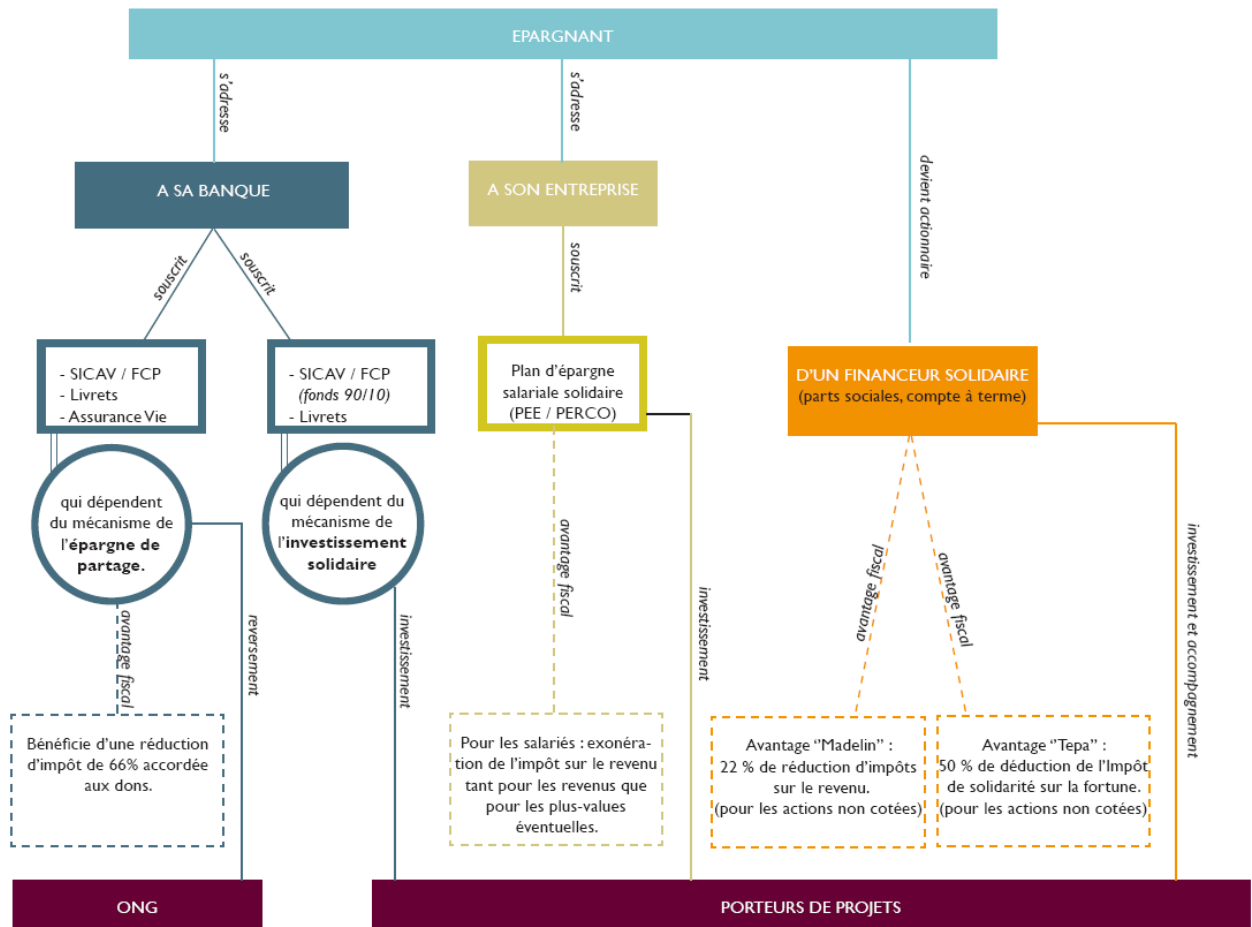 EPARGNANT
s'adresse
s'adresse
devient actionnaire
A SA BANQUE
A SON ENTREPRISE
souscrit
souscrit
souscrit
- SICAV / FCP
- Livrets
- Assurance Vie
- SICAV / FCP
(fonds 90/10)
- Livrets
Plan d'épargne
salariale solidaire
(PEE / PERCO)
D'UN FINANCEUR SOLIDAIRE
(parts sociales, compte à terme)
qui dépendent
du mécanisme de
l'épargne de
partage.
qui dépendent du
mécanisme de
l'investissement
solidaire
avantage fiscal
reversement
investissement
avantage fiscal
investissement
avantage fiscal
avantage fiscal
investissement et accompagnement
Bénéficie d'une réduction
d'impôt de 66% accordée
aux dons.
Pour les salariés : exonéra-
tion de l'impôt sur le revenu
tant pour les revenus que
pour les plus-values
éventuelles.
Avantage "Madelin" :
22 % de réduction d'impôts
sur le revenu.
(pour les actions non cotées)
Avantage "Tepa" :
50 % de déduction de l'Impôt
de solidarité sur la fortune.
(pour les actions non cotées)
ONG
PORTEURS DE PROJETS